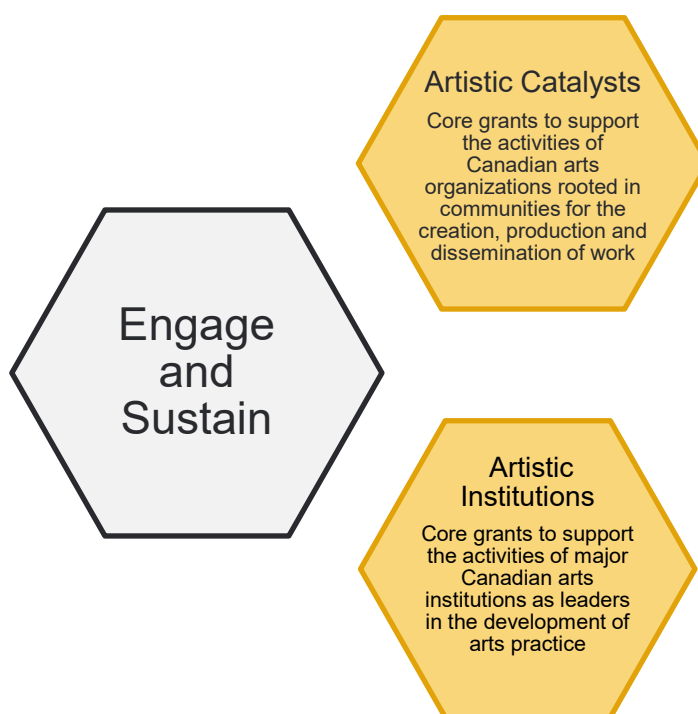 Artistic Catalysts
Core grants to support
the activities of
Canadian arts
organizations rooted in
communities for the
creation, production and
dissemination of work
Engage
and
Sustain
Artistic
Institutions
Core grants to support
the activities of major
Canadian arts
institutions as leaders
in the development of
arts practice